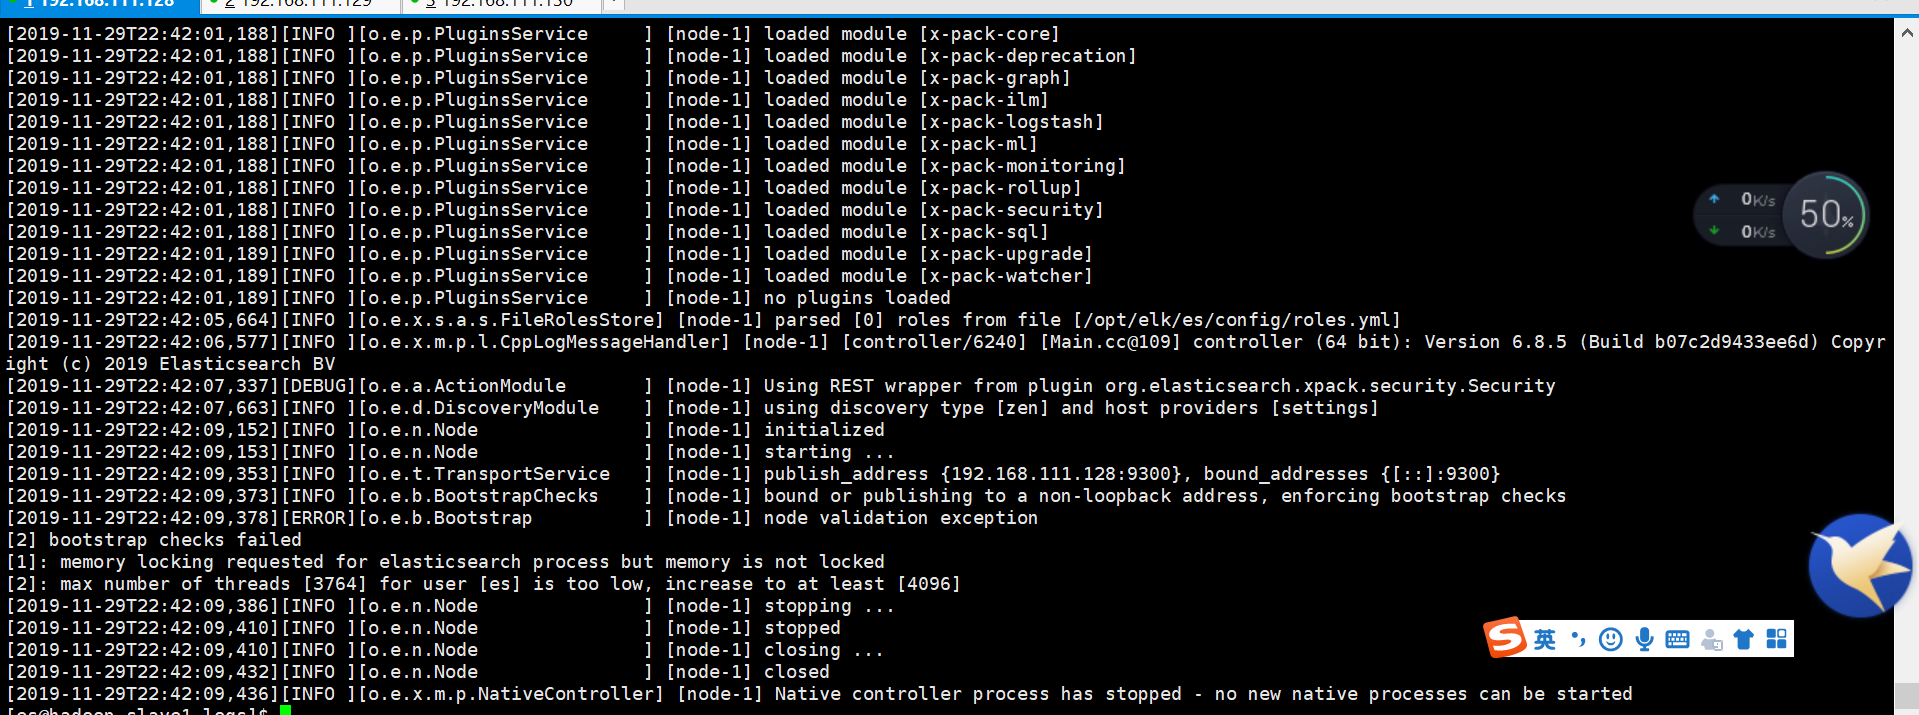 1 192.168.111.128 2 192.168.111.129 3 192.168.111.130
[2019-11-29T22:42:01,188][INFO ][o.e.p.PluginsService     ] [node-1] loaded module [x-pack-core]
[2019-11-29T22:42:01,188][INFO ][o.e.p.PluginsService     ] [node-1] loaded module [x-pack-deprecation]
[2019-11-29T22:42:01,188][INFO ][o.e.p.PluginsService     ] [node-1] loaded module [x-pack-graph]
[2019-11-29T22:42:01,188][INFO ][o.e.p.PluginsService     ] [node-1] loaded module [x-pack-ilm]
[2019-11-29T22:42:01,188][INFO ][o.e.p.PluginsService     ] [node-1] loaded module [x-pack-logstash]
[2019-11-29T22:42:01,188][INFO ][o.e.p.PluginsService     ] [node-1] loaded module [x-pack-ml]
[2019-11-29T22:42:01,188][INFO ][o.e.p.PluginsService     ] [node-1] loaded module [x-pack-monitoring]
[2019-11-29T22:42:01,188][INFO ][o.e.p.PluginsService     ] [node-1] loaded module [x-pack-rollup]
[2019-11-29T22:42:01,188][INFO ][o.e.p.PluginsService     ] [node-1] loaded module [x-pack-security]
[2019-11-29T22:42:01,188][INFO ][o.e.p.PluginsService     ] [node-1] loaded module [x-pack-sql]
[2019-11-29T22:42:01,189][INFO ][o.e.p.PluginsService     ] [node-1] loaded module [x-pack-upgrade]
[2019-11-29T22:42:01,189][INFO ][o.e.p.PluginsService     ] [node-1] loaded module [x-pack-watcher]
[2019-11-29T22:42:01,189][INFO ][o.e.p.PluginsService     ] [node-1] no plugins loaded
[2019-11-29T22:42:05,664][INFO ][o.e.x.s.a.s.FileRolesStore] [node-1] parsed [0] roles from file [/opt/elk/es/config/roles.yml]
[2019-11-29T22:42:06,577][INFO ][o.e.x.m.p.l.CppLogMessageHandler] [node-1] [controller/6240] [Main.cc@109] controller (64 bit): Version 6.8.5 (Build b07c2d9433ee6d) Copyr
ight (c) 2019 Elasticsearch BV
[2019-11-29T22:42:07,337][DEBUG][o.e.a.ActionModule       ] [node-1] Using REST wrapper from plugin org.elasticsearch.xpack.security.Security
[2019-11-29T22:42:07,663][INFO ][o.e.d.DiscoveryModule    ] [node-1] using discovery type [zen] and host providers [settings]
[2019-11-29T22:42:09,152][INFO ][o.e.n.Node               ] [node-1] initialized
[2019-11-29T22:42:09,153][INFO ][o.e.n.Node               ] [node-1] starting ...
[2019-11-29T22:42:09,353][INFO ][o.e.t.TransportService   ] [node-1] publish_address {192.168.111.128:9300}, bound_addresses {[::]:9300}
[2019-11-29T22:42:09,373][INFO ][o.e.b.BootstrapChecks    ] [node-1] bound or publishing to a non-loopback address, enforcing bootstrap checks
[2019-11-29T22:42:09,378][ERROR][o.e.b.Bootstrap          ] [node-1] node validation exception
[2] bootstrap checks failed
[1]: memory locking requested for elasticsearch process but memory is not locked
[2]: max number of threads [3764] for user [es] is too low, increase to at least [4096]
[2019-11-29T22:42:09,386][INFO ][o.e.n.Node               ] [node-1] stopping ...
[2019-11-29T22:42:09,410][INFO ][o.e.n.Node               ] [node-1] stopped
[2019-11-29T22:42:09,410][INFO ][o.e.n.Node               ] [node-1] closing ...
[2019-11-29T22:42:09,432][INFO ][o.e.n.Node               ] [node-1] closed
[2019-11-29T22:42:09,436][INFO ][o.e.x.m.p.NativeController] [node-1] Native controller process has stopped - no new native processes can be started
[es@hadoop-slave1 logs]$
0K/s
0K/s
50%
S英